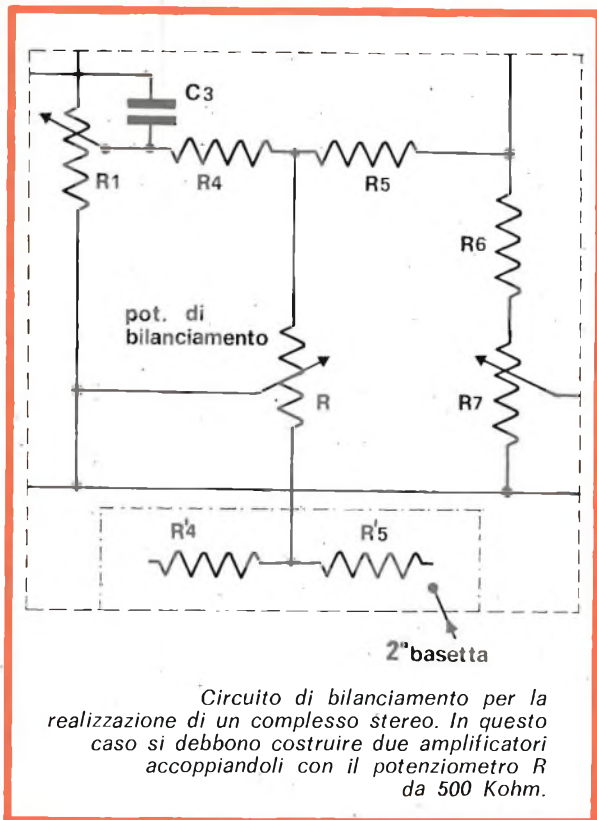 C3
R1
R4
R5
R6
pot. di
bilanciamento
R
R7
R'4
R'5
2ª basetta
Circuito di bilanciamento per la
realizzazione di un complesso stereo. In questo
caso si debbono costruire due amplificatori
accoppiandoli con il potenziometro R
da 500 Kohm.